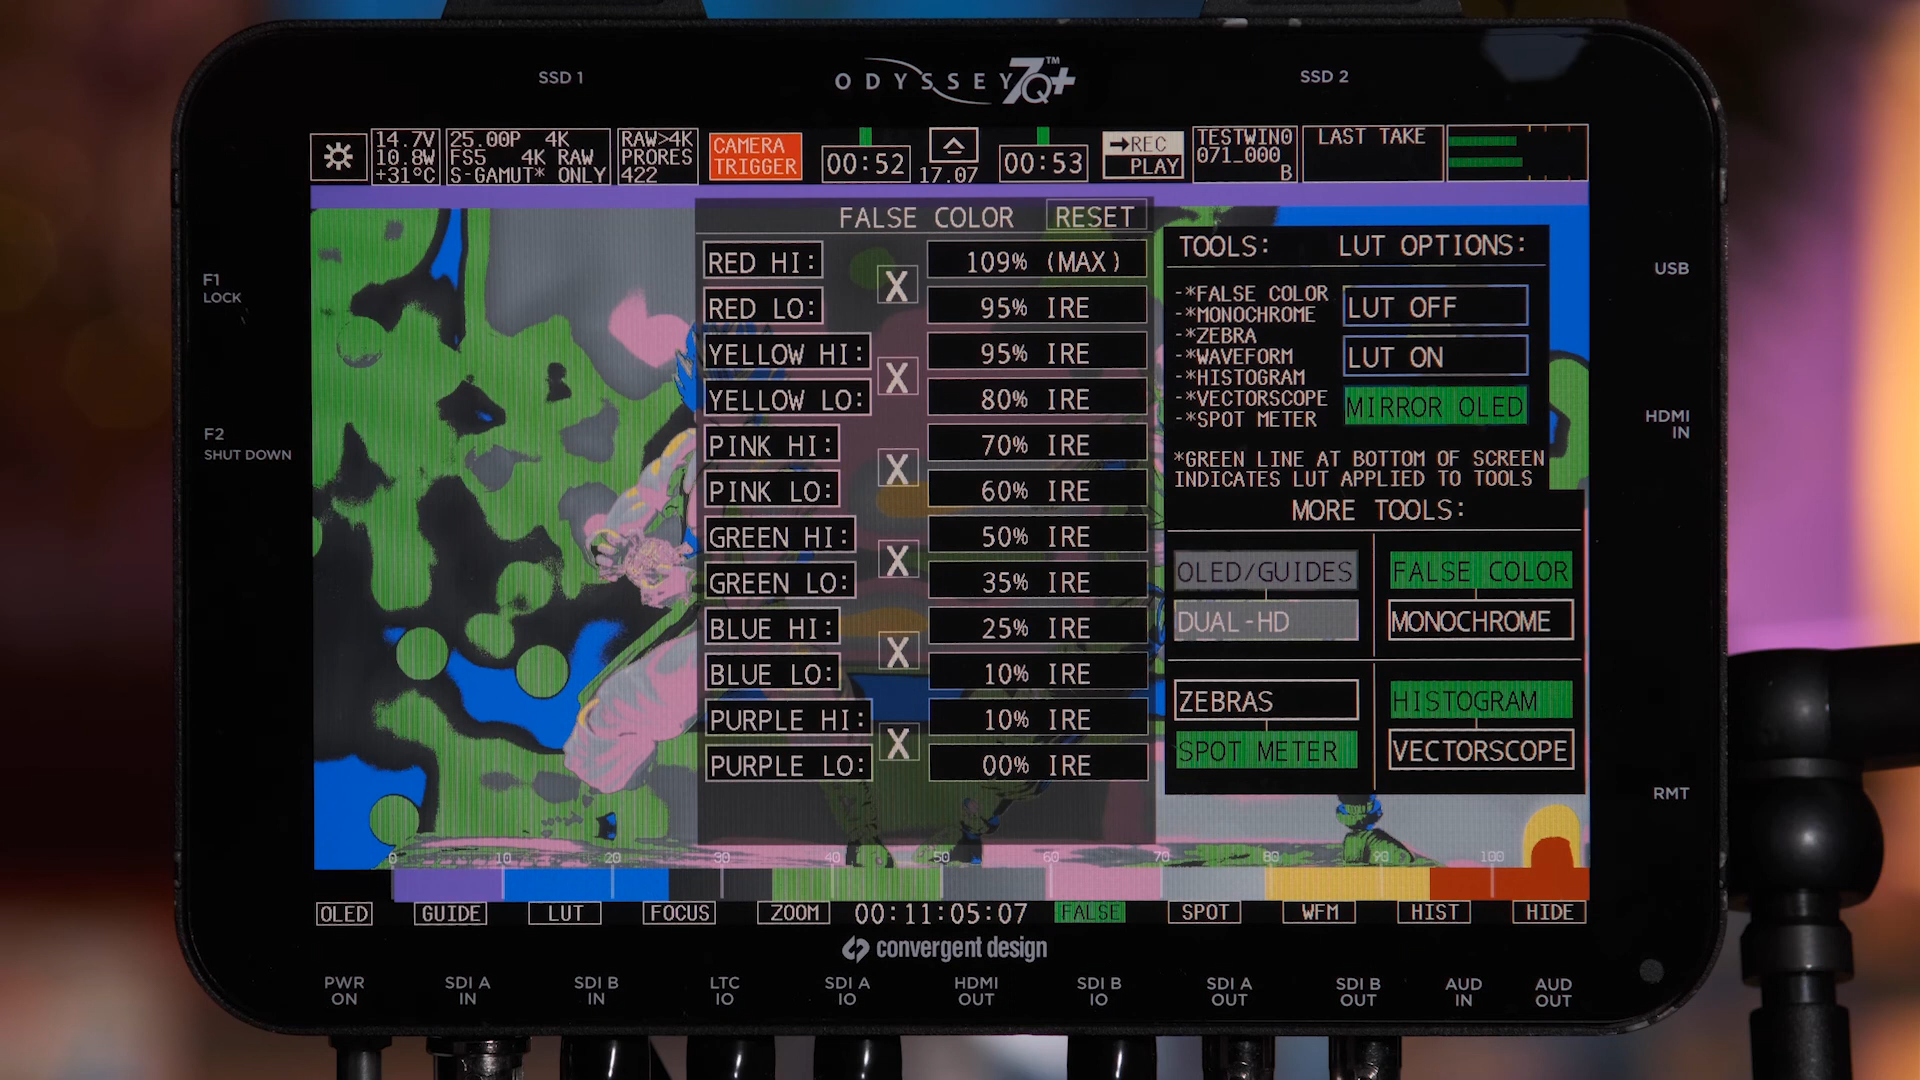 SSD 1
ODYSSEY7Q+™
SSD 2
14.7V
10.8W
+31°C
25.00P 4K
FS5 4K RAW
S-GAMUT* ONLY
RAW>4K
PRORES
422
CAMERA
TRIGGER
00:52
17.07
00:53
→REC
PLAY
TESTWIN0
071_000
B
LAST TAKE
FALSE COLOR RESET
RED HI: 109% (MAX)
RED LO: 95% IRE
YELLOW HI: 95% IRE
YELLOW LO: 80% IRE
PINK HI: 70% IRE
PINK LO: 60% IRE
GREEN HI: 50% IRE
GREEN LO: 35% IRE
BLUE HI: 25% IRE
BLUE LO: 10% IRE
PURPLE HI: 10% IRE
PURPLE LO: 00% IRE
X
X
X
X
X
X
TOOLS: LUT OPTIONS:
-*FALSE COLOR
-*MONOCHROME
-*ZEBRA
-*WAVEFORM
-*HISTOGRAM
-*VECTORSCOPE
-*SPOT METER
LUT OFF
LUT ON
MIRROR OLED
*GREEN LINE AT BOTTOM OF SCREEN
INDICATES LUT APPLIED TO TOOLS
MORE TOOLS:
OLED/GUIDES FALSE COLOR
DUAL-HD MONOCHROME
ZEBRAS HISTOGRAM
SPOT METER VECTORSCOPE
0 10 20 30 40 50 60 70 80 90 100
OLED GUIDE LUT FOCUS ZOOM 00:11:05:07 FALSE SPOT WFM HIST HIDE
convergent design
F1
LOCK
F2
SHUT DOWN
USB
HDMI
IN
RMT
PWR
ON
SDI A
IN
SDI B
IN
LTC
IO
SDI A
IO
HDMI
OUT
SDI B
IO
SDI A
OUT
SDI B
OUT
AUD
IN
AUD
OUT